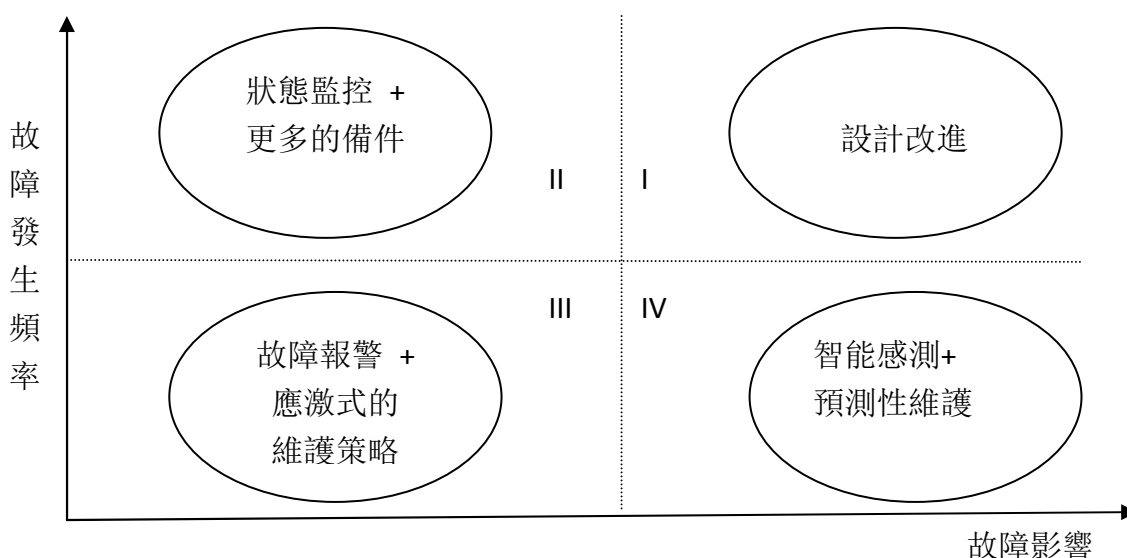 狀態監控 +
更多的備件
設計改進
故障發生頻率
II
I
III
IV
故障報警 +
應激式的
維護策略
智能感測+
預測性維護
故障影響